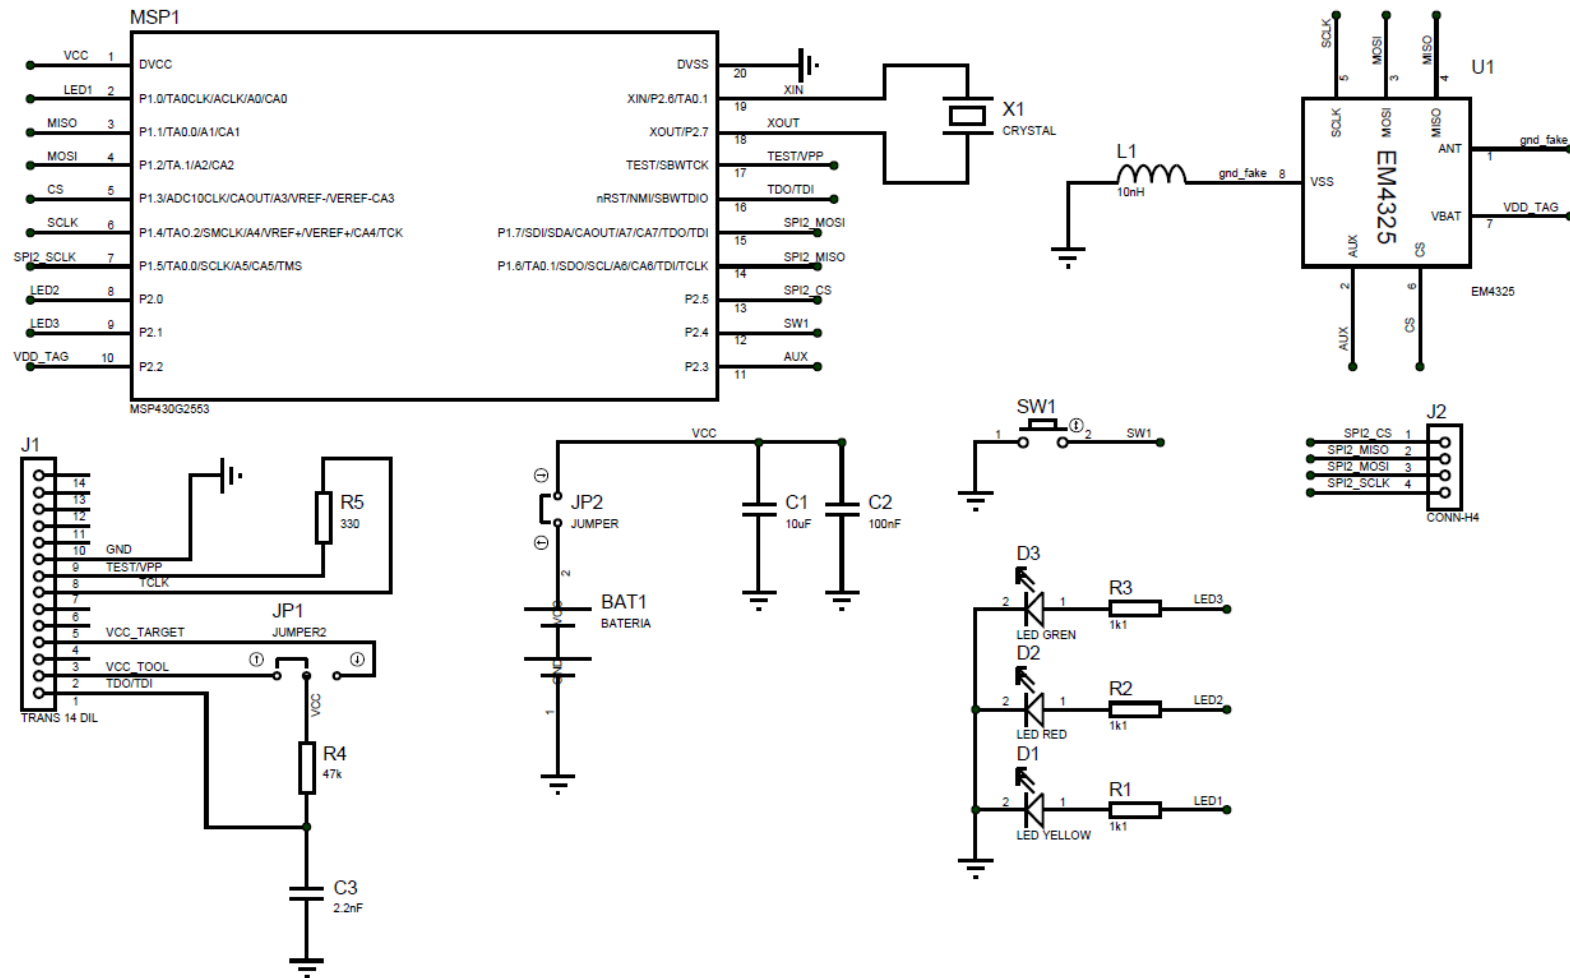 MSP1
VCC 1 DVCC DVSS 20
LED1 2 P1.0/TA0CLK/ACLK/A0/CA0 XIN/P2.6/TA0.1 19 XIN
MISO 3 P1.1/TA0.0/A1/CA1 XOUT/P2.7 18 XOUT
MOSI 4 P1.2/TA.1/A2/CA2 TEST/SBWTCK 17 TEST/VPP
CS 5 P1.3/ADC10CLK/CAOUT/A3/VREF-/VEREF-CA3 nRST/NMI/SBWTDIO 16 TDO/TDI
SCLK 6 P1.4/TAO.2/SMCLK/A4/VREF+/VEREF+/CA4/TCK P1.7/SDI/SDA/CAOUT/A7/CA7/TDO/TDI 15 SPI2_MOSI
SPI2_SCLK 7 P1.5/TA0.0/SCLK/A5/CA5/TMS P1.6/TA0.1/SDO/SCL/A6/CA6/TDI/TCLK 14 SPI2_MISO
LED2 8 P2.0 P2.5 13 SPI2_CS
LED3 9 P2.1 P2.4 12 SW1
VDD_TAG 10 P2.2 P2.3 11 AUX
MSP430G2553
X1
CRYSTAL
U1
SCLK MOSI MISO
5 3 4
SCLK MOSI MISO
EM4325
ANT 1 gnd_fake
VSS 8 gnd_fake
VBAT 7 VDD_TAG
AUX CS
2 6
AUX CS
EM4325
L1
10nH
J1
14
13
12
11
10
GND
9
TEST/VPP
8
TCLK
7
6
5
VCC_TARGET
4
3
VCC_TOOL
2
TDO/TDI
1
TRANS 14 DIL
R5
330
JP1
JUMPER2
VCC
R4
47k
C3
2.2nF
VCC
JP2
JUMPER
2
VCC
BAT1
BATERIA
GND
1
C1
10uF
C2
100nF
SW1
1 2 SW1
J2
SPI2_CS 1
SPI2_MISO 2
SPI2_MOSI 3
SPI2_SCLK 4
CONN-H4
D3
2 1 R3 LED3
LED GREN 1k1
D2
2 1 R2 LED2
LED RED 1k1
D1
2 1 R1 LED1
LED YELLOW 1k1